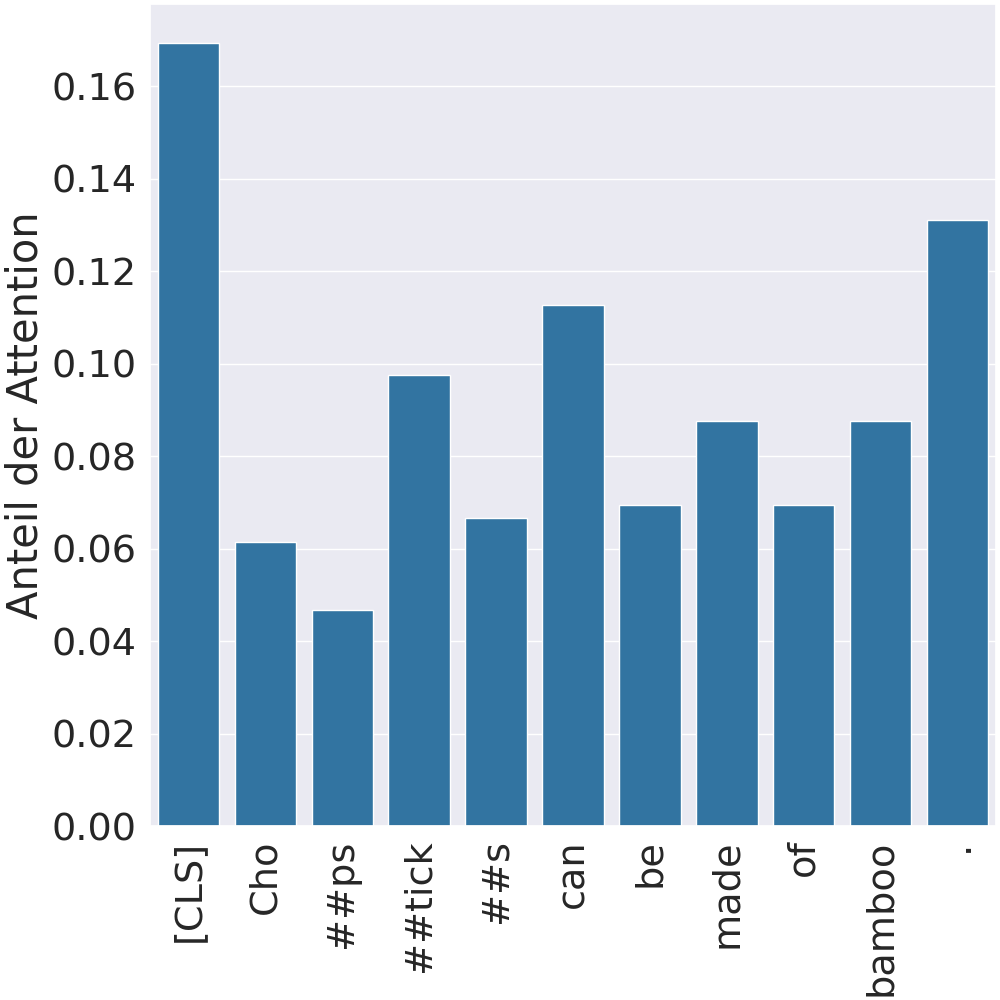 Anteil der Attention
0.16
0.14
0.12
0.10
0.08
0.06
0.04
0.02
0.00
[CLS]
Cho
##ps
##tick
##s
can
be
made
of
bamboo
.